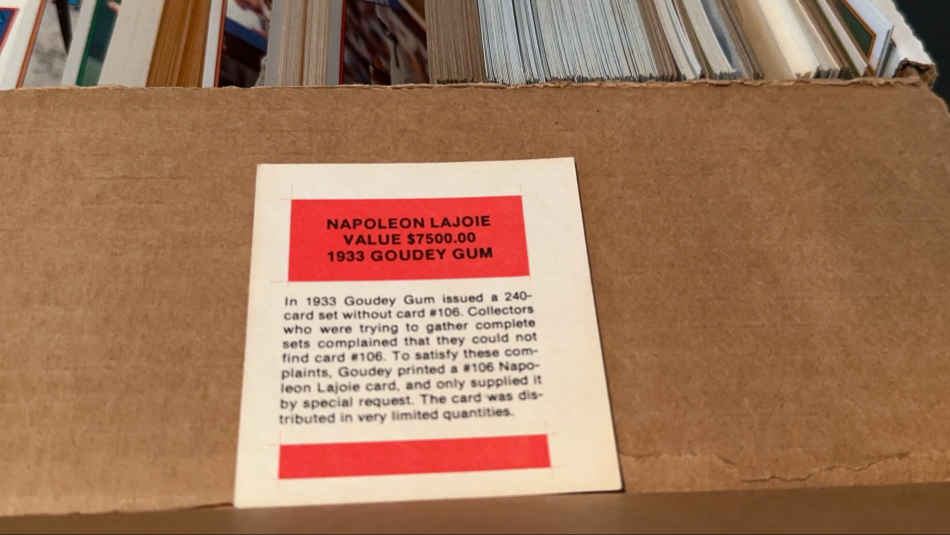 NAPOLEON LAJOIE
VALUE $7500.00
1933 GOUDEY GUM
In 1933 Goudey Gum issued a 240-
card set without card #106. Collectors
who were trying to gather complete
sets complained that they could not
find card #106. To satisfy these com-
plaints, Goudey printed a #106 Napo-
leon Lajoie card, and only supplied it
by special request. The card was dis-
tributed in very limited quantities.